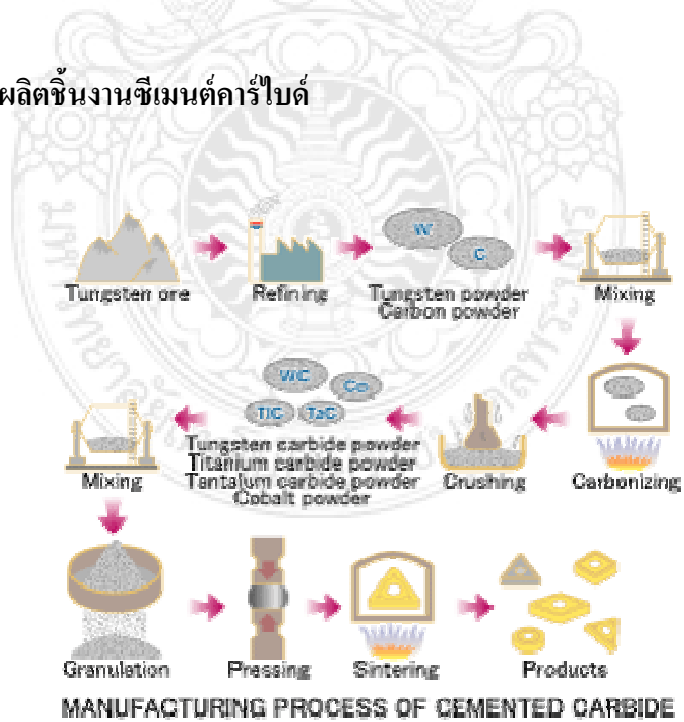 ผลิตชิ้นงานซีเมนต์คาร์ไบด์
Tungsten ore
Refining
W
C
Tungsten powder
Carbon powder
Mixing
Carbonizing
Crushing
WC
Co
TiC
TaC
Tungsten carbide powder
Titanium carbide powder
Tantalum carbide powder
Cobalt powder
Mixing
Granulation
Pressing
Sintering
Products
MANUFACTURING PROCESS OF CEMENTED CARBIDE